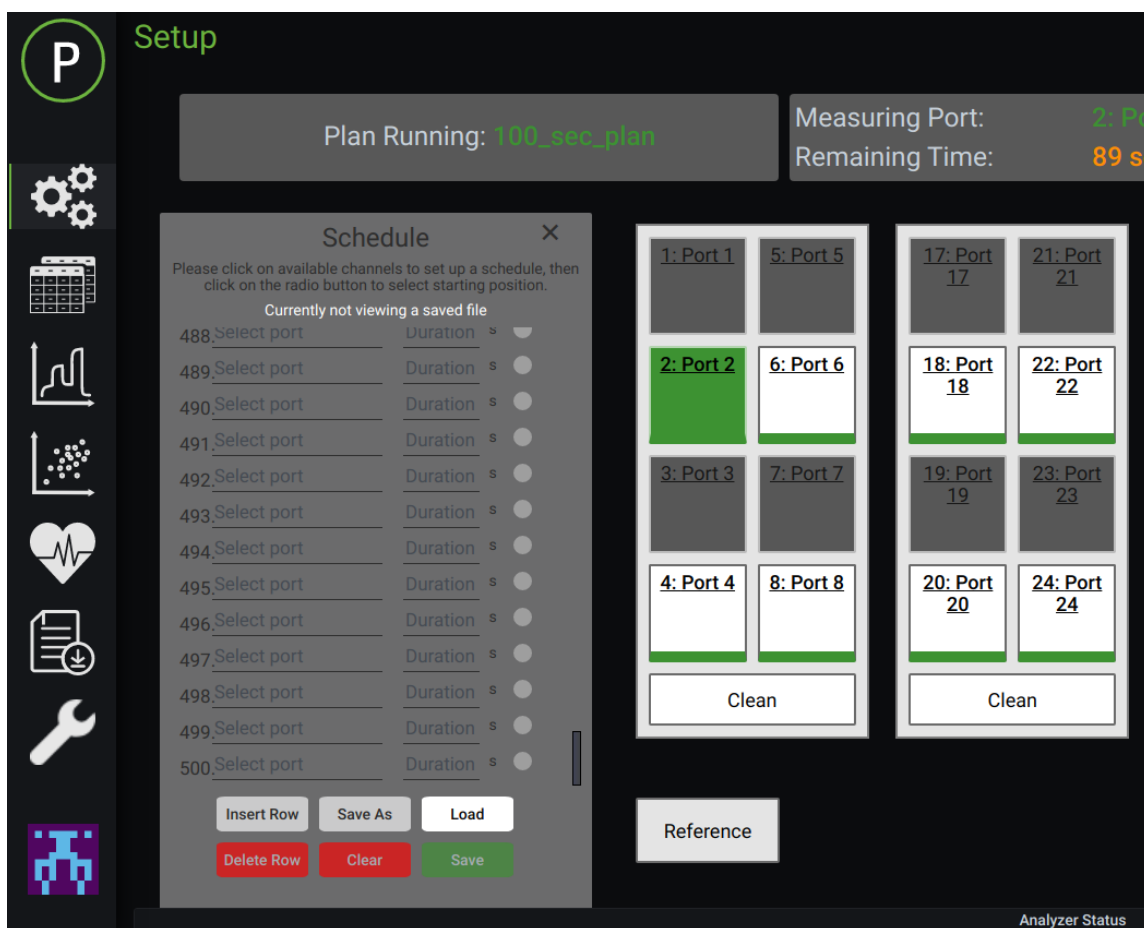 P
Setup
Plan Running: 100_sec_plan
Measuring Port: 2: Po
Remaining Time: 89 s
Schedule
Please click on available channels to set up a schedule, then
click on the radio button to select starting position.
Currently not viewing a saved file
488. Select port Duration s
489. Select port Duration s
490. Select port Duration s
491. Select port Duration s
492. Select port Duration s
493. Select port Duration s
494. Select port Duration s
495. Select port Duration s
496. Select port Duration s
497. Select port Duration s
498. Select port Duration s
499. Select port Duration s
500. Select port Duration s
Insert Row Save As Load
Delete Row Clear Save
1: Port 1 5: Port 5
2: Port 2 6: Port 6
3: Port 3 7: Port 7
4: Port 4 8: Port 8
Clean
17: Port
17
21: Port
21
18: Port
18
22: Port
22
19: Port
19
23: Port
23
20: Port
20
24: Port
24
Clean
Reference
Analyzer Status